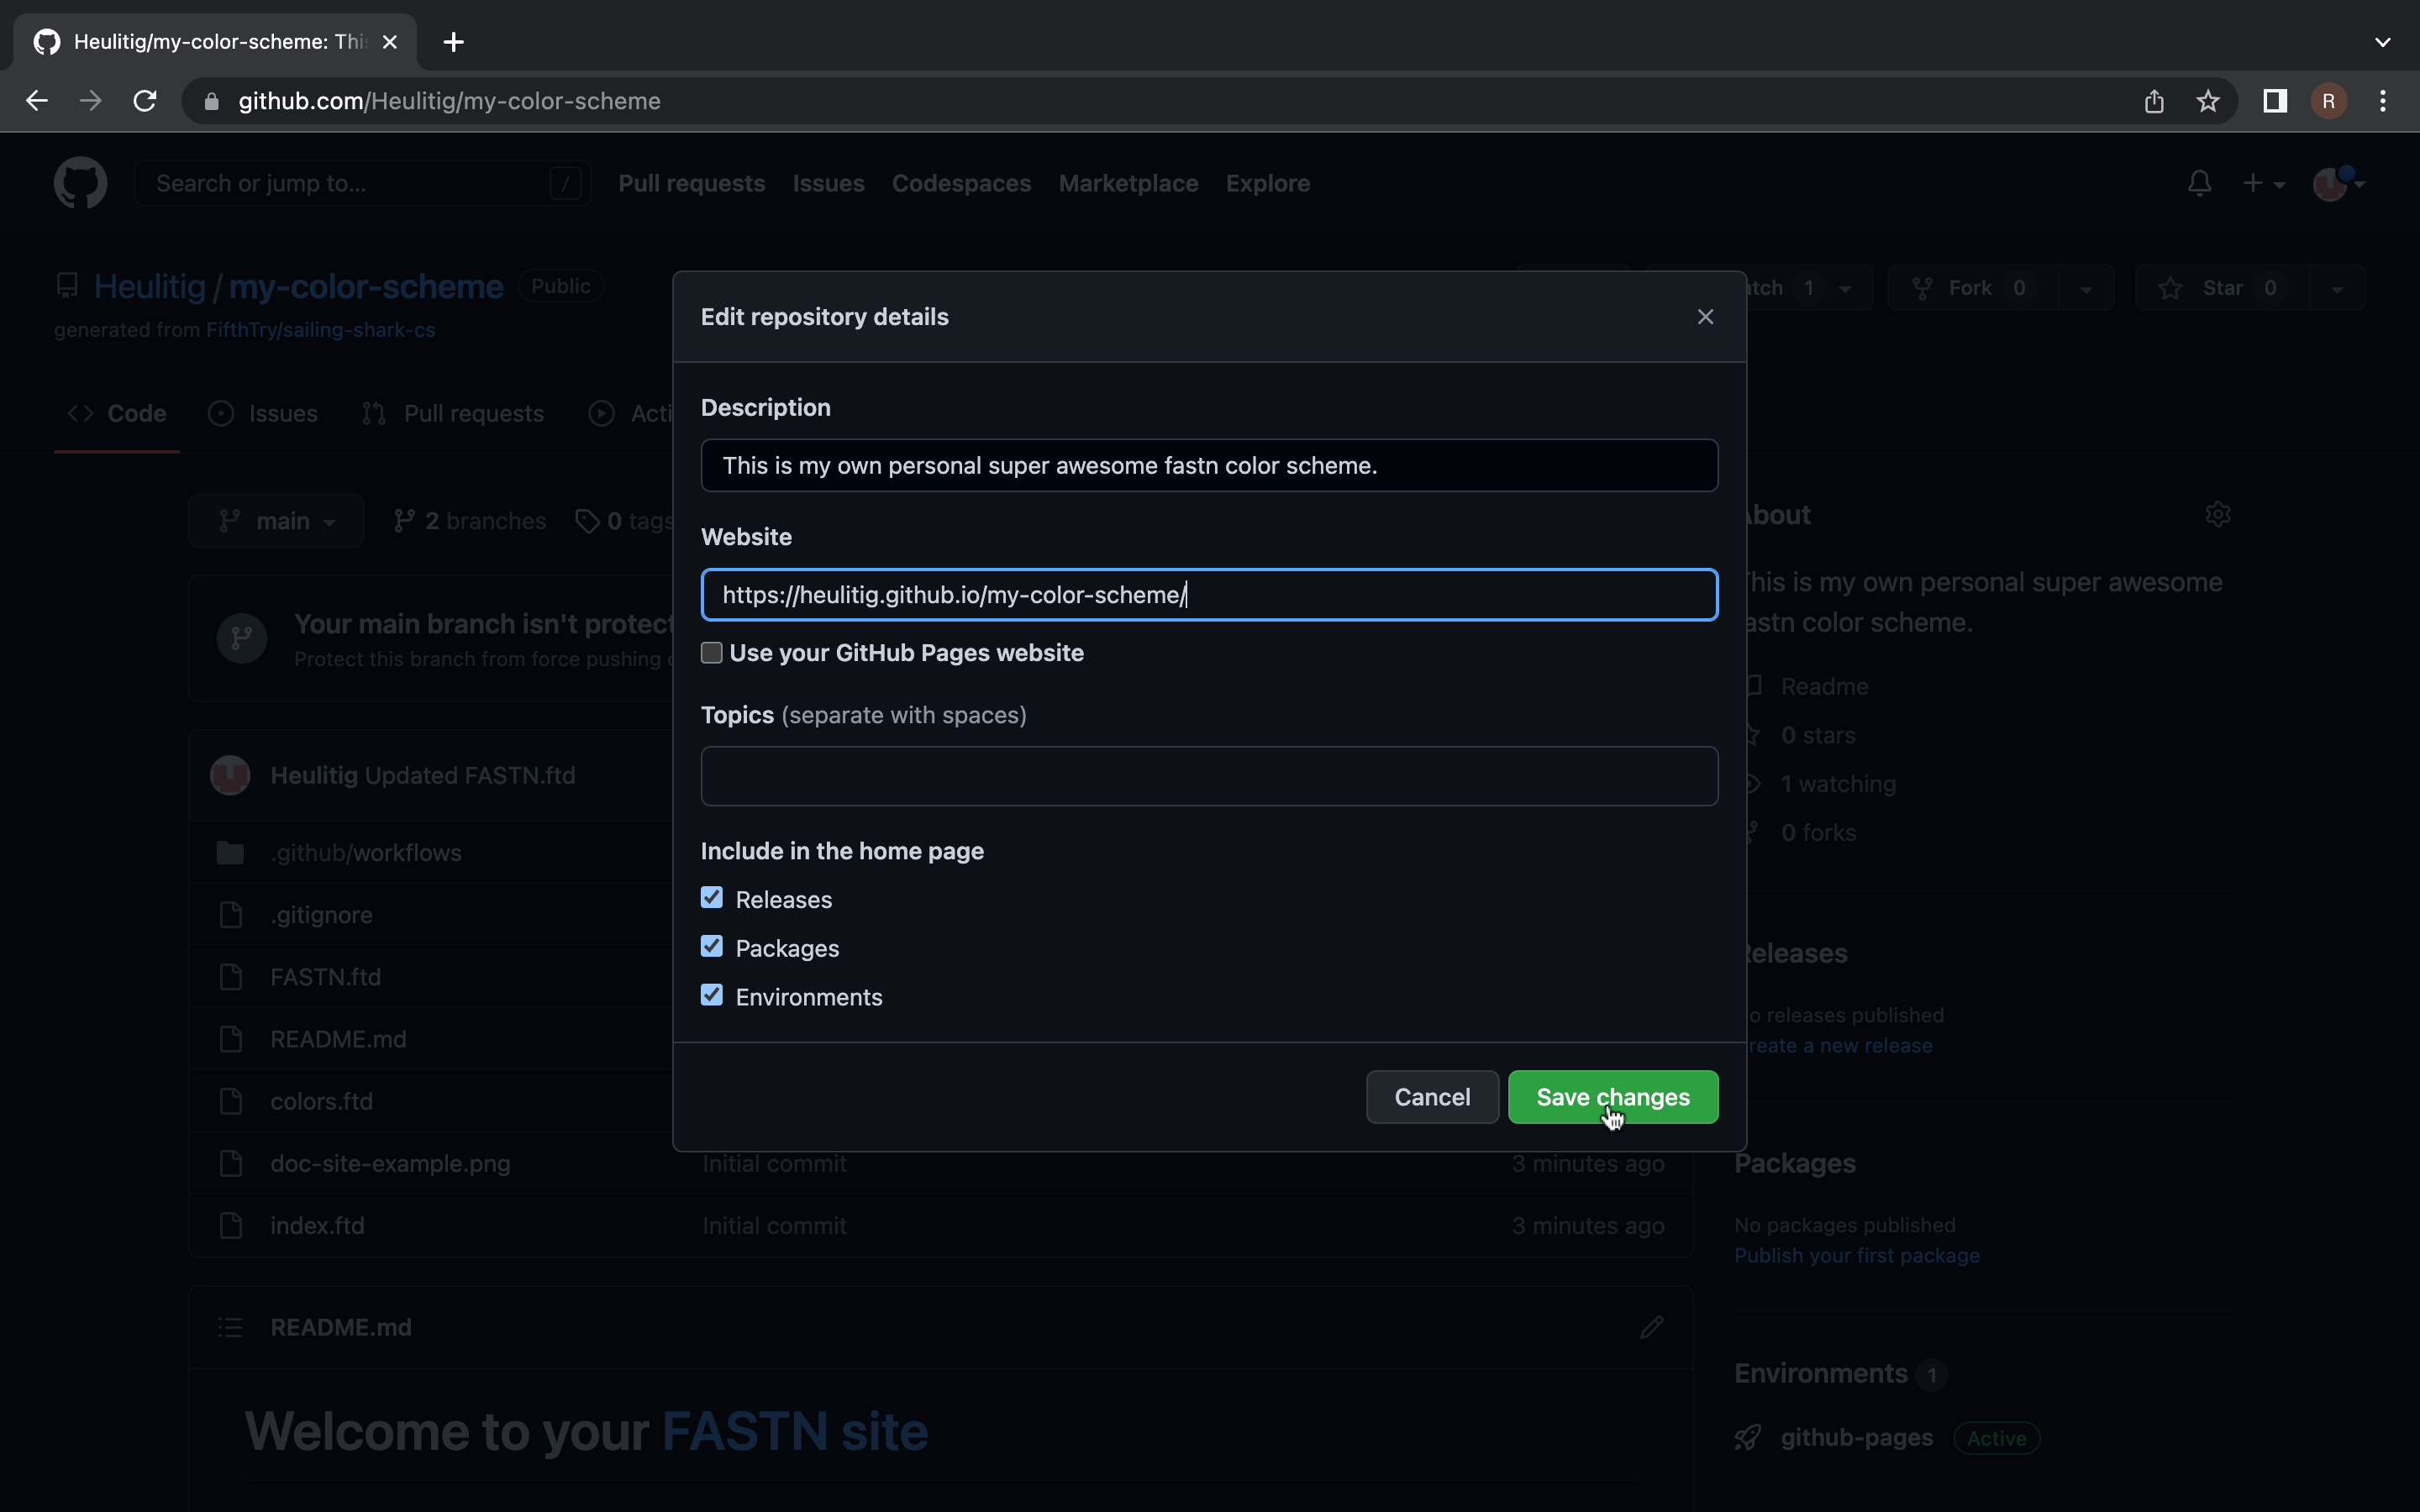 Heulitig/my-color-scheme: Thi
github.com/Heulitig/my-color-scheme
R
Search or jump to...
/
Pull requests
Issues
Codespaces
Marketplace
Explore
Heulitig / my-color-scheme
Public
generated from FifthTry/sailing-shark-cs
tch 1
Fork 0
Star 0
Code
Issues
Pull requests
Acti
main
2 branches
0 tags
Your main branch isn't protect
Protect this branch from force pushing
Heulitig Updated FASTN.ftd
.github/workflows
.gitignore
FASTN.ftd
README.md
colors.ftd
doc-site-example.png
Initial commit
3 minutes ago
index.ftd
Initial commit
3 minutes ago
README.md
Welcome to your FASTN site
Edit repository details
Description
This is my own personal super awesome fastn color scheme.
Website
https://heulitig.github.io/my-color-scheme/
Use your GitHub Pages website
Topics (separate with spaces)
Include in the home page
Releases
Packages
Environments
Cancel
Save changes
bout
his is my own personal super awesome
astn color scheme.
Readme
0 stars
1 watching
0 forks
eleases
o releases published
reate a new release
Packages
No packages published
Publish your first package
Environments 1
github-pages Active